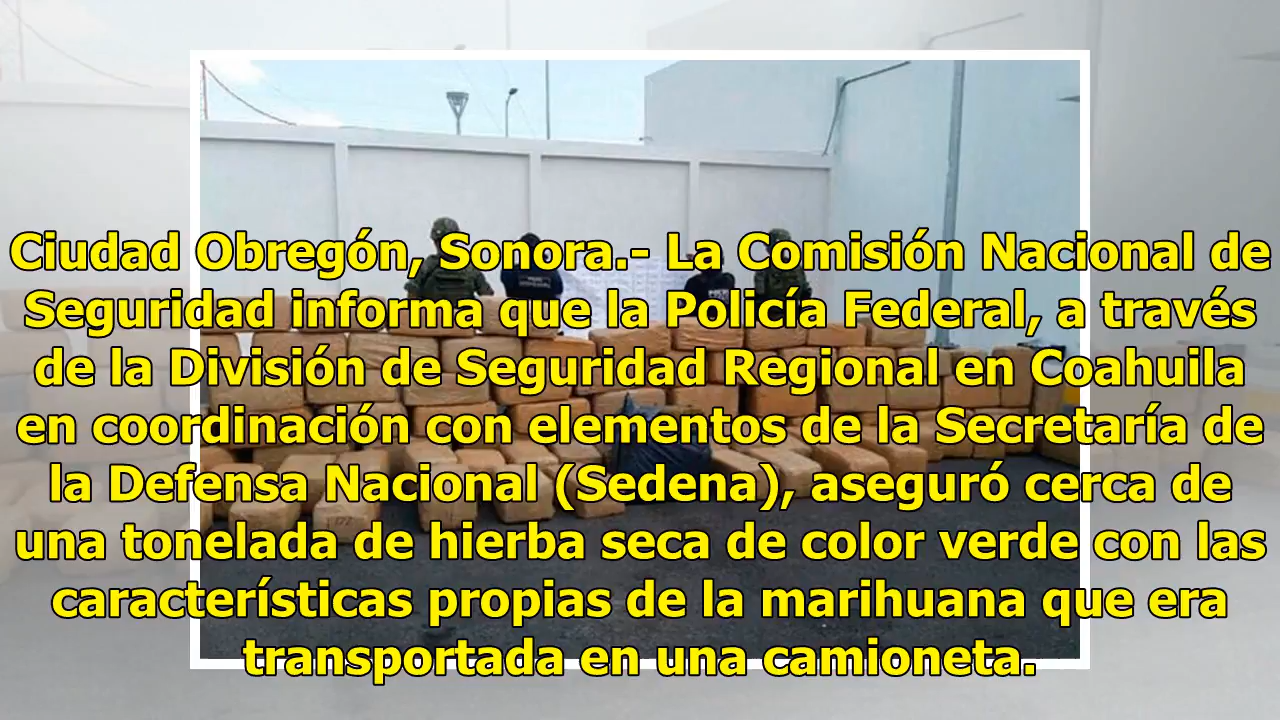 Ciudad Obregón, Sonora.- La Comisión Nacional de
Seguridad informa que la Policía Federal, a través
de la División de Seguridad Regional en Coahuila
en coordinación con elementos de la Secretaría de
la Defensa Nacional (Sedena), aseguró cerca de
una tonelada de hierba seca de color verde con las
características propias de la marihuana que era
transportada en una camioneta.